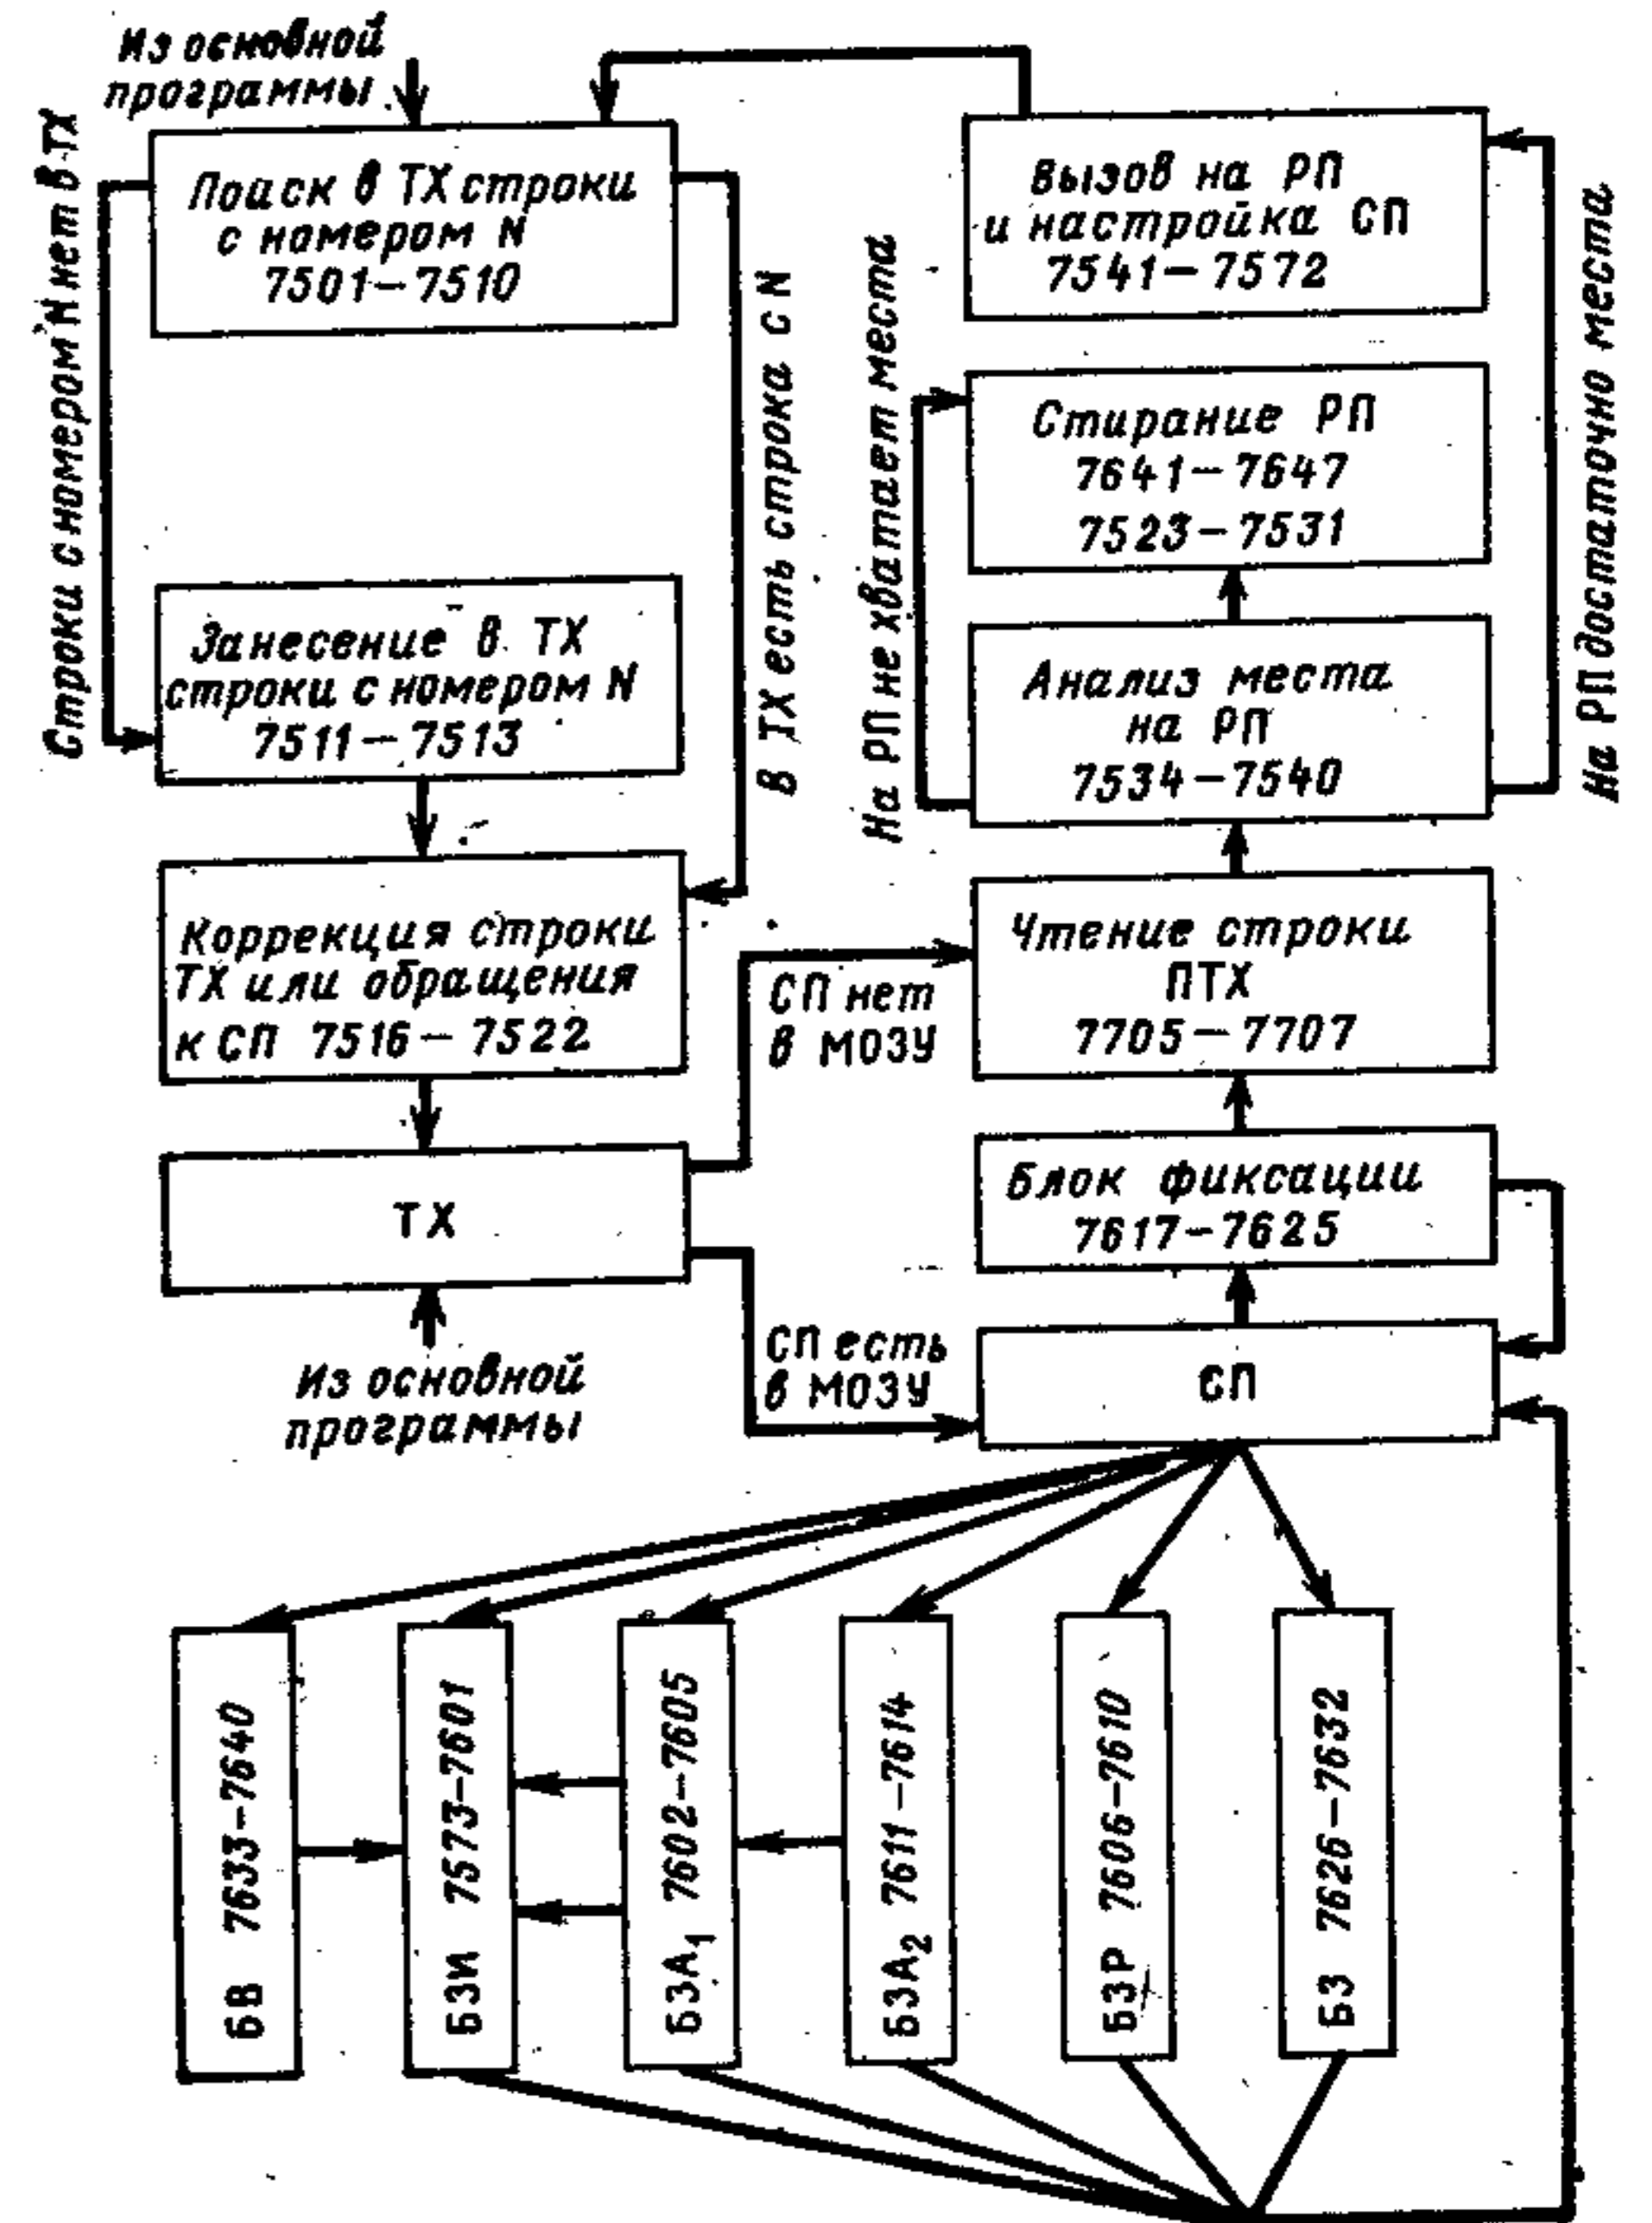 Из основной
программы
Поиск в ТХ строки
с номером N
7501—7510
Строки с номером N нет в ТХ
В ТХ есть строка с N
Занесение в ТХ
строки с номером N
7511—7513
Коррекция строки
ТХ или обращения
к СП 7516—7522
ТХ
Из основной
программы
СП нет
в МОЗУ
СП есть
в МОЗУ
Вызов на РП
и настройка СП
7541—7572
Стирание РП
7641—7647
7523—7531
На РП не хватает места
На РП достаточно места
Анализ места
на РП
7534—7540
Чтение строки
ПТХ
7705—7707
Блок фиксации
7617—7625
СП
БВ 7633—7640
БЗИ 7573—7601
БЗА₁ 7602—7605
БЗА₂ 7611—7614
БЗР 7606—7610
БЗ 7626—7632